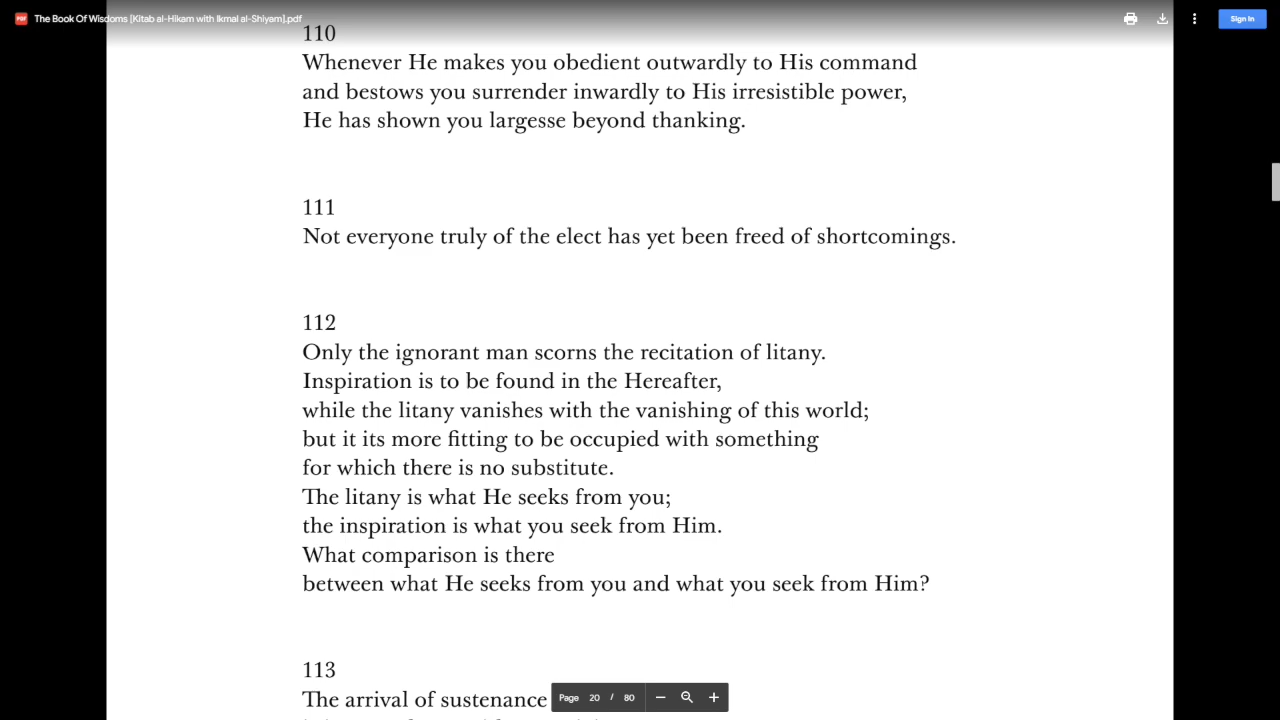 The Book Of Wisdoms [Kitab al-Hikam with Ikmal al-Shiyam].pdf
Sign in
110
Whenever He makes you obedient outwardly to His command
and bestows you surrender inwardly to His irresistible power,
He has shown you largesse beyond thanking.
111
Not everyone truly of the elect has yet been freed of shortcomings.
112
Only the ignorant man scorns the recitation of litany.
Inspiration is to be found in the Hereafter,
while the litany vanishes with the vanishing of this world;
but it its more fitting to be occupied with something
for which there is no substitute.
The litany is what He seeks from you;
the inspiration is what you seek from Him.
What comparison is there
between what He seeks from you and what you seek from Him?
113
The arrival of sustenance
Page 20 / 80